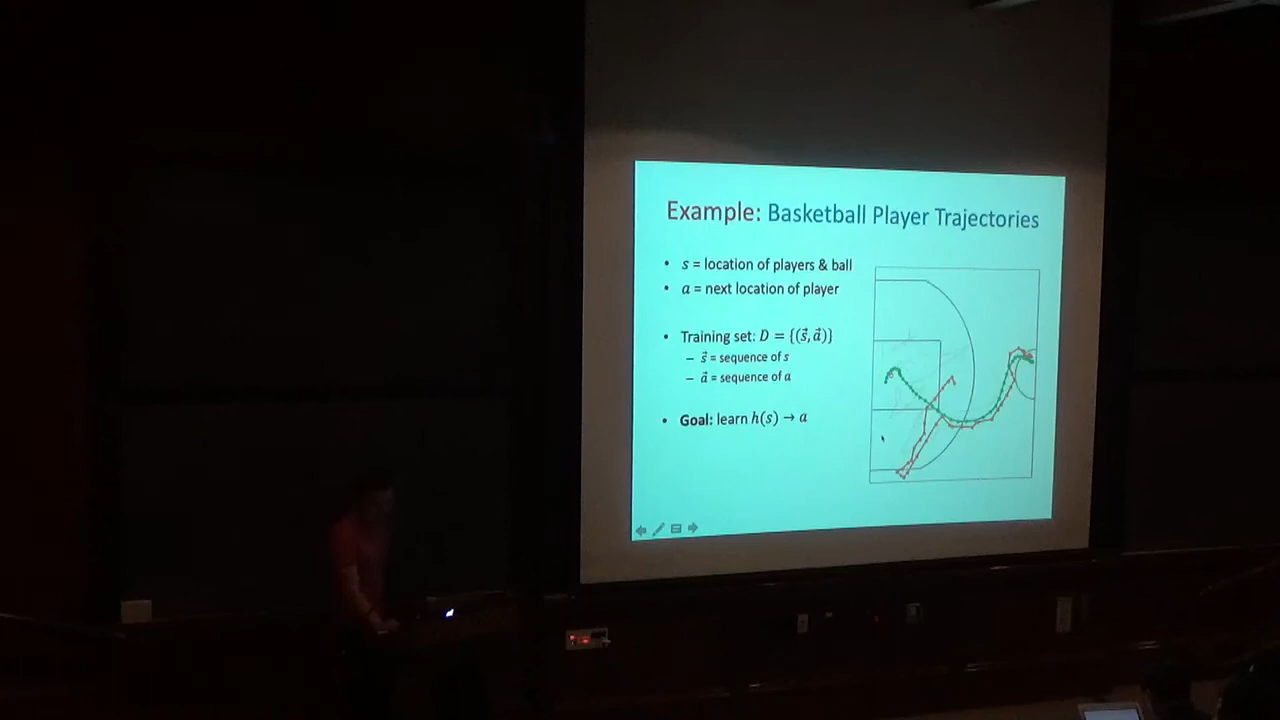 Example: Basketball Player Trajectories
• s = location of players & ball
• a = next location of player
• Training set: D = {(s⃗, a⃗)}
– s⃗ = sequence of s
– a⃗ = sequence of a
• Goal: learn h(s) → a